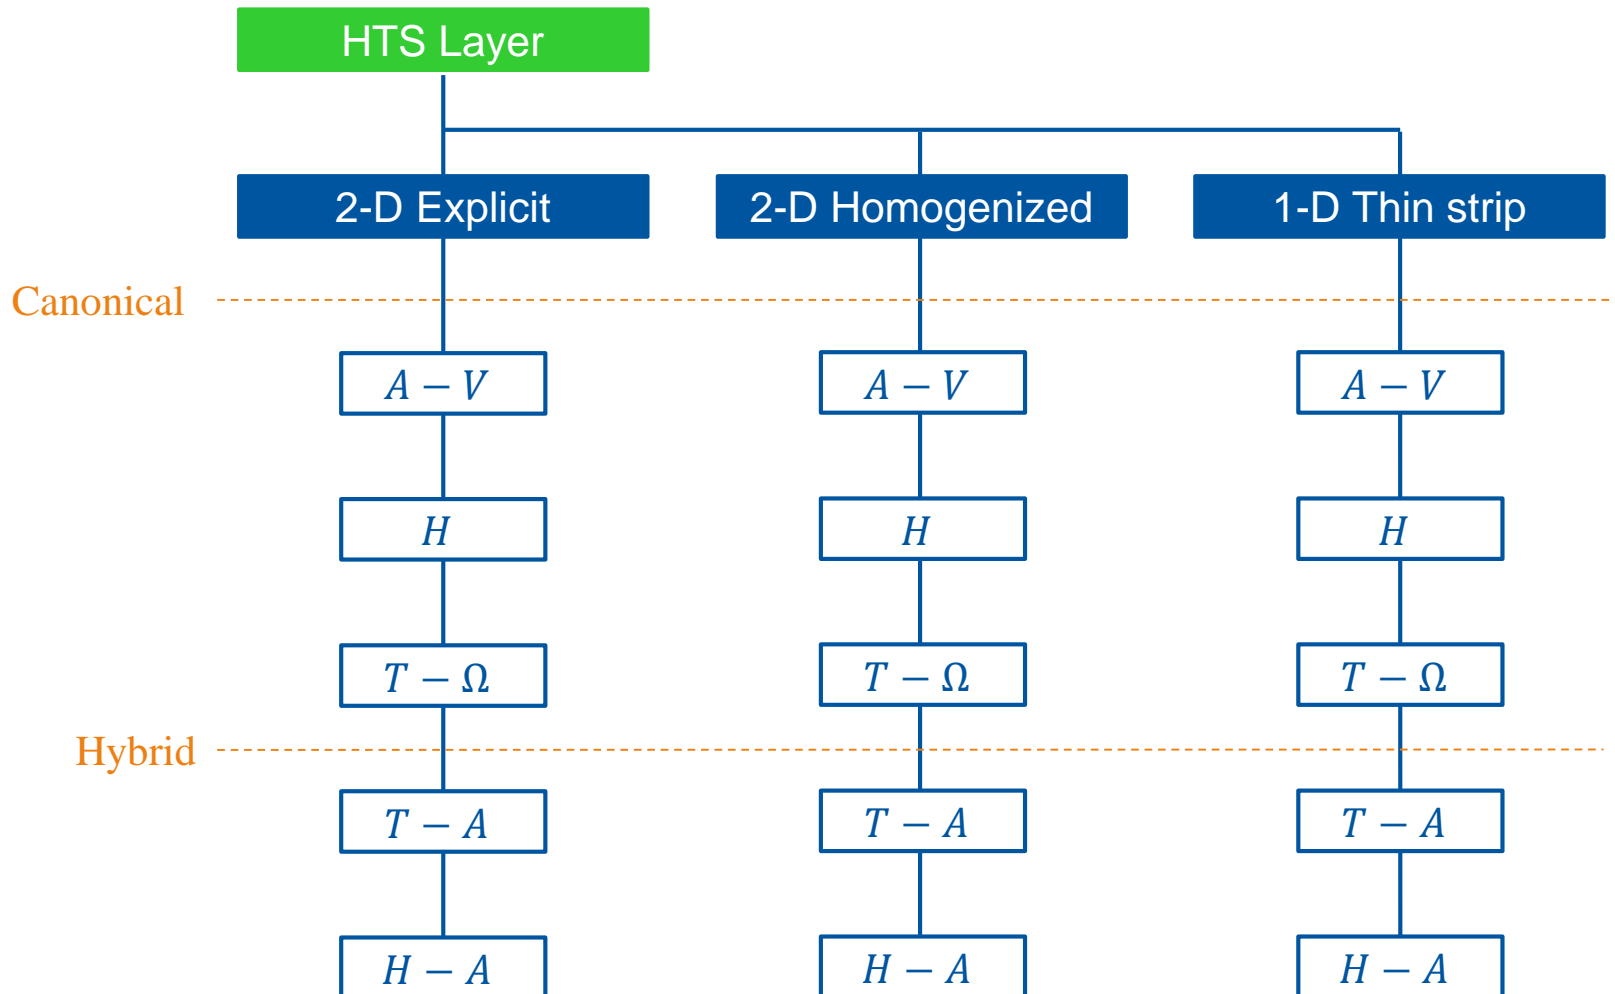 HTS Layer
2-D Explicit 2-D Homogenized 1-D Thin strip
Canonical
A − V A − V A − V
H H H
T − Ω T − Ω T − Ω
Hybrid
T − A T − A T − A
H − A H − A H − A